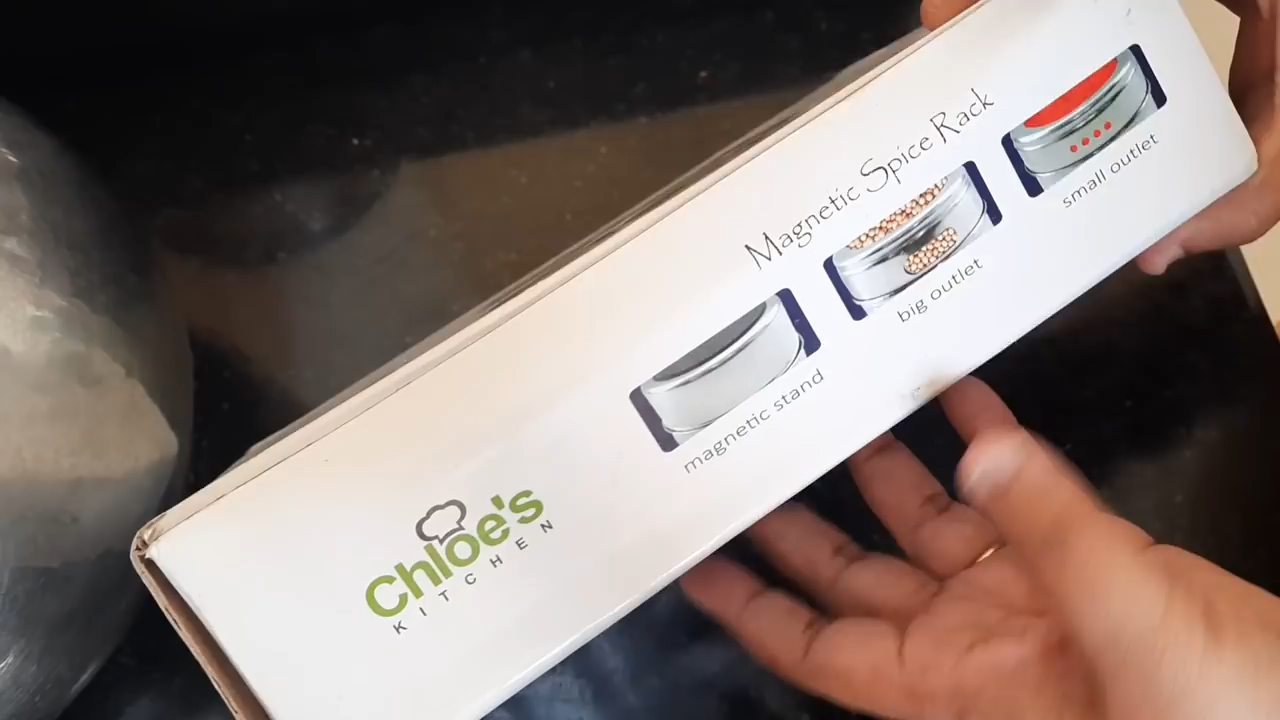 Magnetic Spice Rack
magnetic stand
big outlet
small outlet
Chloe's
KITCHEN